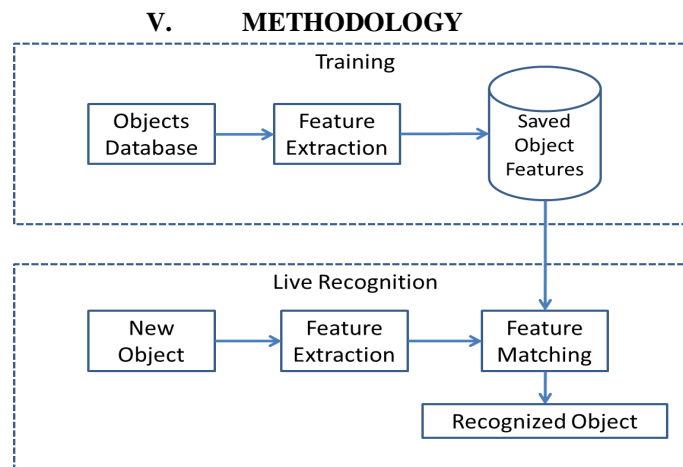 V. METHODOLOGY
Training
Objects
Database
Feature
Extraction
Saved
Object
Features
Live Recognition
New
Object
Feature
Extraction
Feature
Matching
Recognized Object